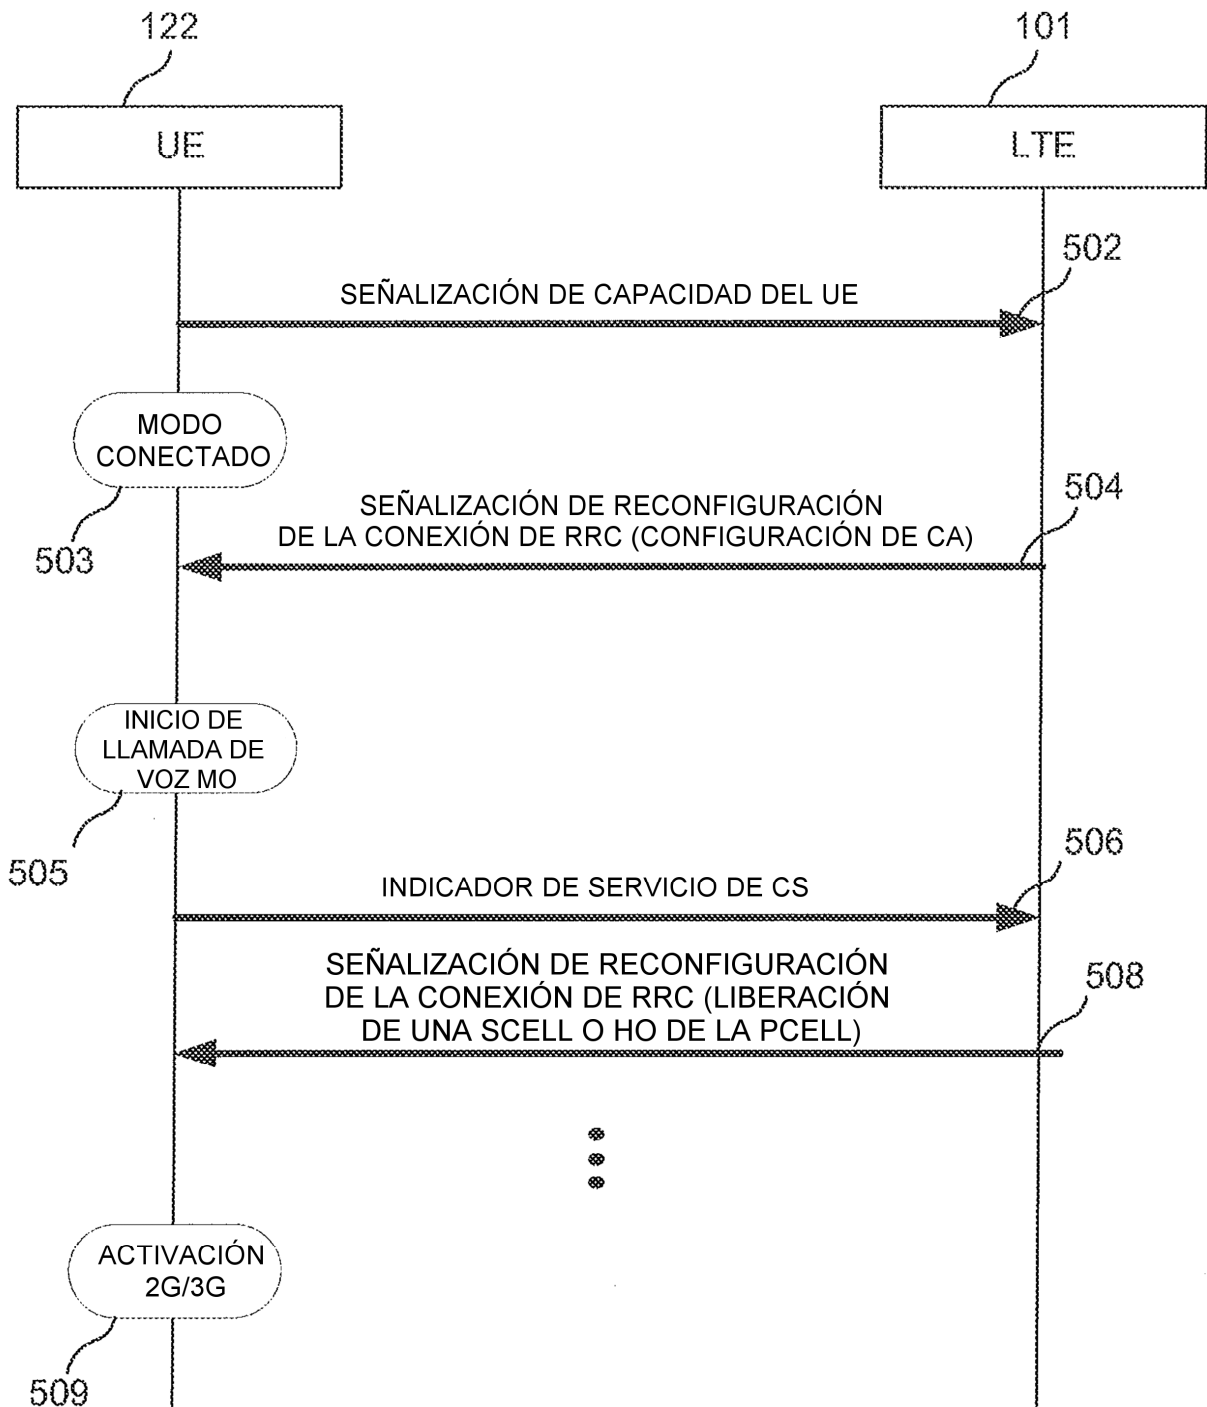 122
101
UE
LTE
502
SEÑALIZACIÓN DE CAPACIDAD DEL UE
MODO
CONECTADO
503
SEÑALIZACIÓN DE RECONFIGURACIÓN
DE LA CONEXIÓN DE RRC (CONFIGURACIÓN DE CA)
504
INICIO DE
LLAMADA DE
VOZ MO
505
506
INDICADOR DE SERVICIO DE CS
SEÑALIZACIÓN DE RECONFIGURACIÓN
DE LA CONEXIÓN DE RRC (LIBERACIÓN
DE UNA SCELL O HO DE LA PCELL)
508
ACTIVACIÓN
2G/3G
509